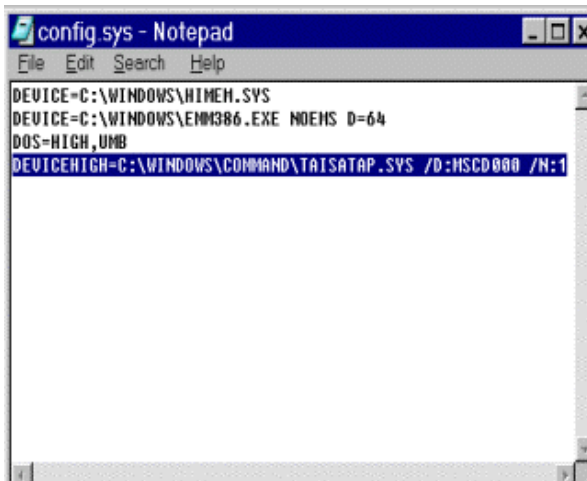 config.sys - Notepad
File Edit Search Help
DEVICE=C:\WINDOWS\HIMEM.SYS
DEVICE=C:\WINDOWS\EMM386.EXE NOEMS D=64
DOS=HIGH,UMB
DEVICEHIGH=C:\WINDOWS\COMMAND\TAISATAP.SYS /D:MSCD000 /N:1